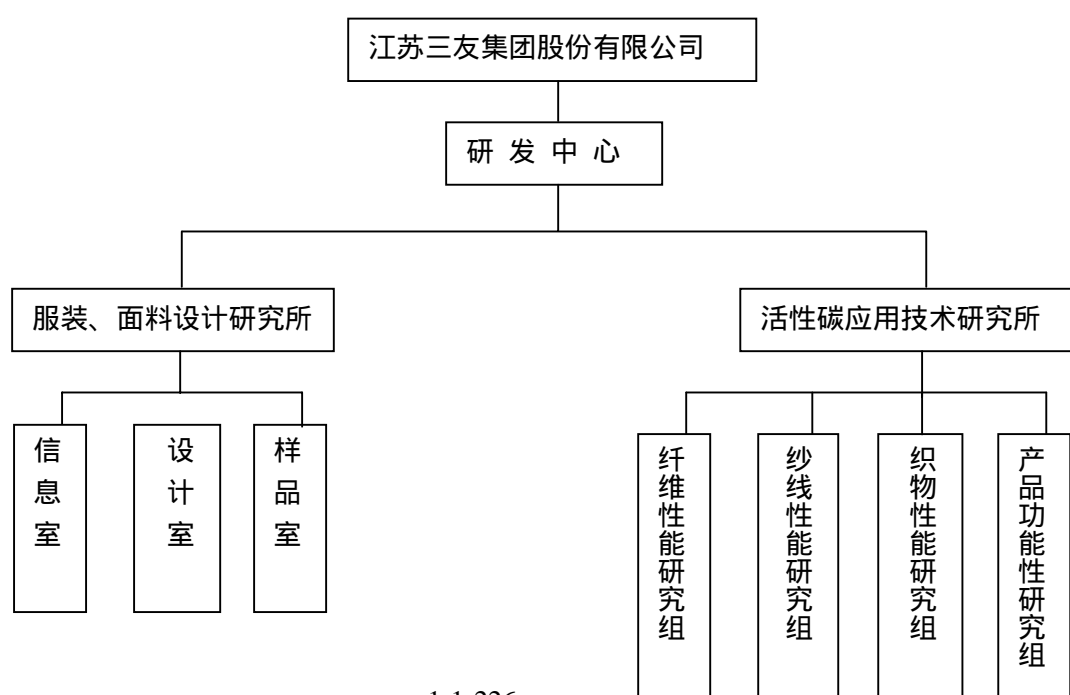 江苏三友集团股份有限公司
研 发 中 心
服装、面料设计研究所
活性碳应用技术研究所
信息室
设计室
样品室
纤维性能研究组
纱线性能研究组
织物性能研究组
产品功能性研究组